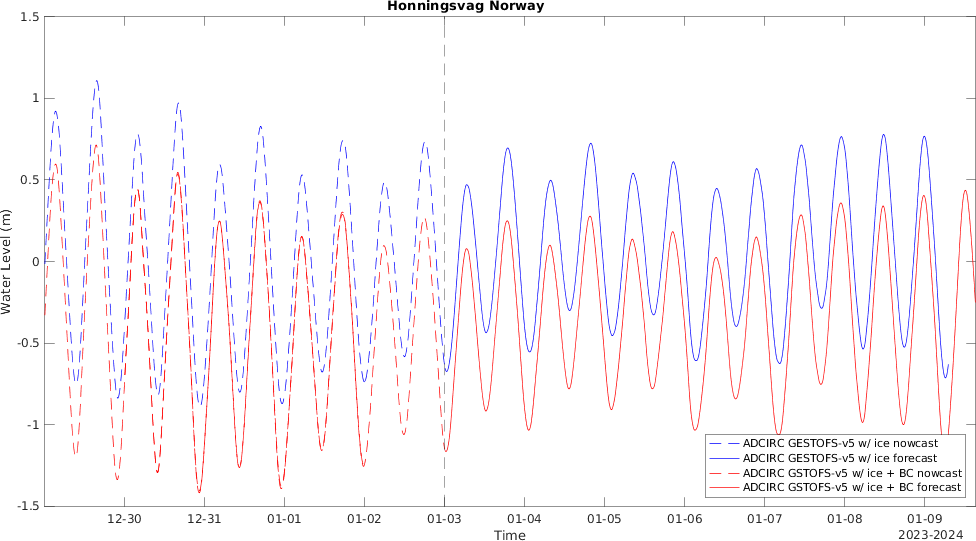 Honningsvag Norway
Water Level (m)
1.5
1
0.5
0
-0.5
-1
-1.5
ADCIRC GESTOFS-v5 w/ ice nowcast
ADCIRC GESTOFS-v5 w/ ice forecast
ADCIRC GSTOFS-v5 w/ ice + BC nowcast
ADCIRC GSTOFS-v5 w/ ice + BC forecast
12-30 12-31 01-01 01-02 01-03 01-04 01-05 01-06 01-07 01-08 01-09
Time
2023-2024